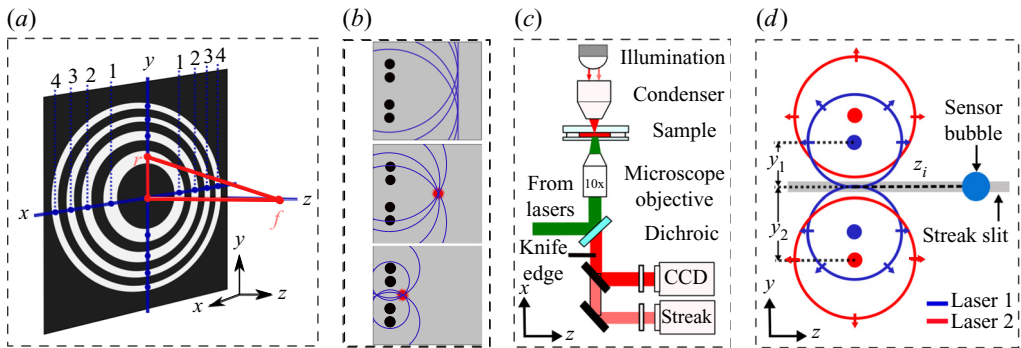 (a)
y
4 3 2 1
1 2 3 4
r
x
z
f
y
x
z
(b)
(c)
Illumination
Condenser
Sample
10x
Microscope
objective
From
lasers
Dichroic
Knife
edge
CCD
Streak
x
z
(d)
Sensor
bubble
y1
zi
y2
Streak slit
y
z
Laser 1
Laser 2